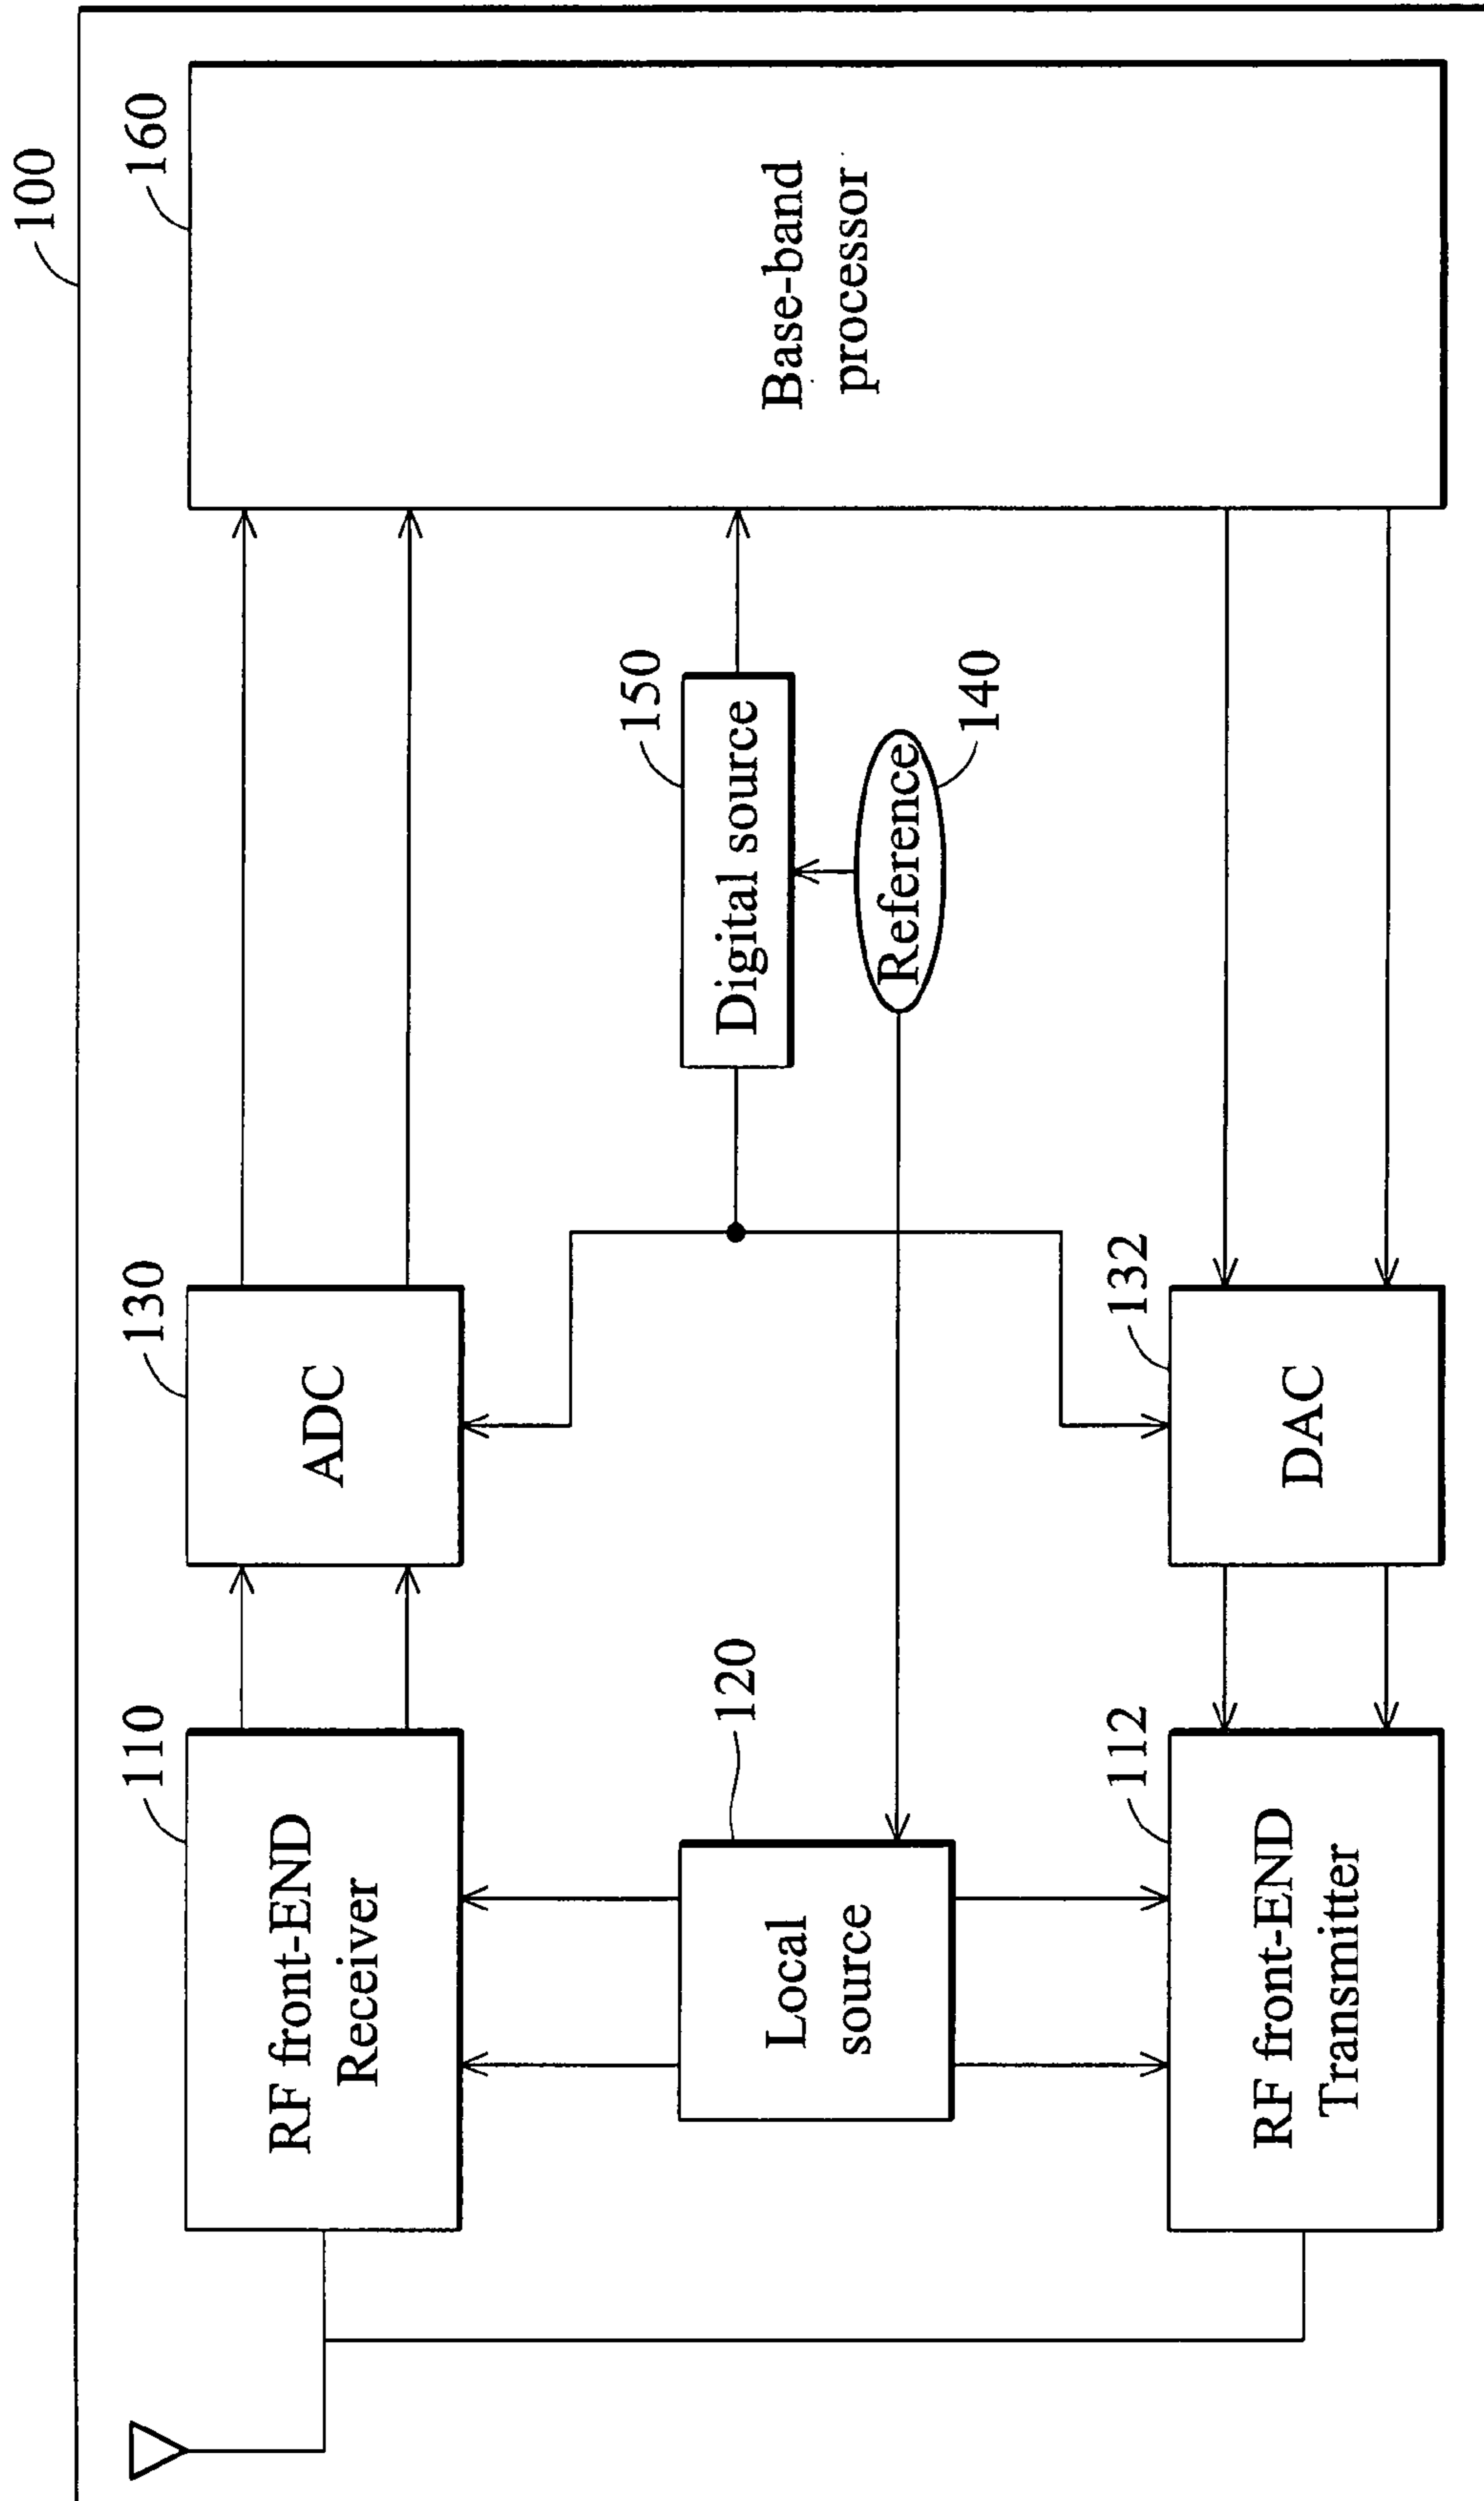 100
110
RF front-END
Receiver
130
ADC
160
Base-band
processor
120
Local
source
150
Digital source
Reference
140
112
RF front-END
Transmitter
132
DAC